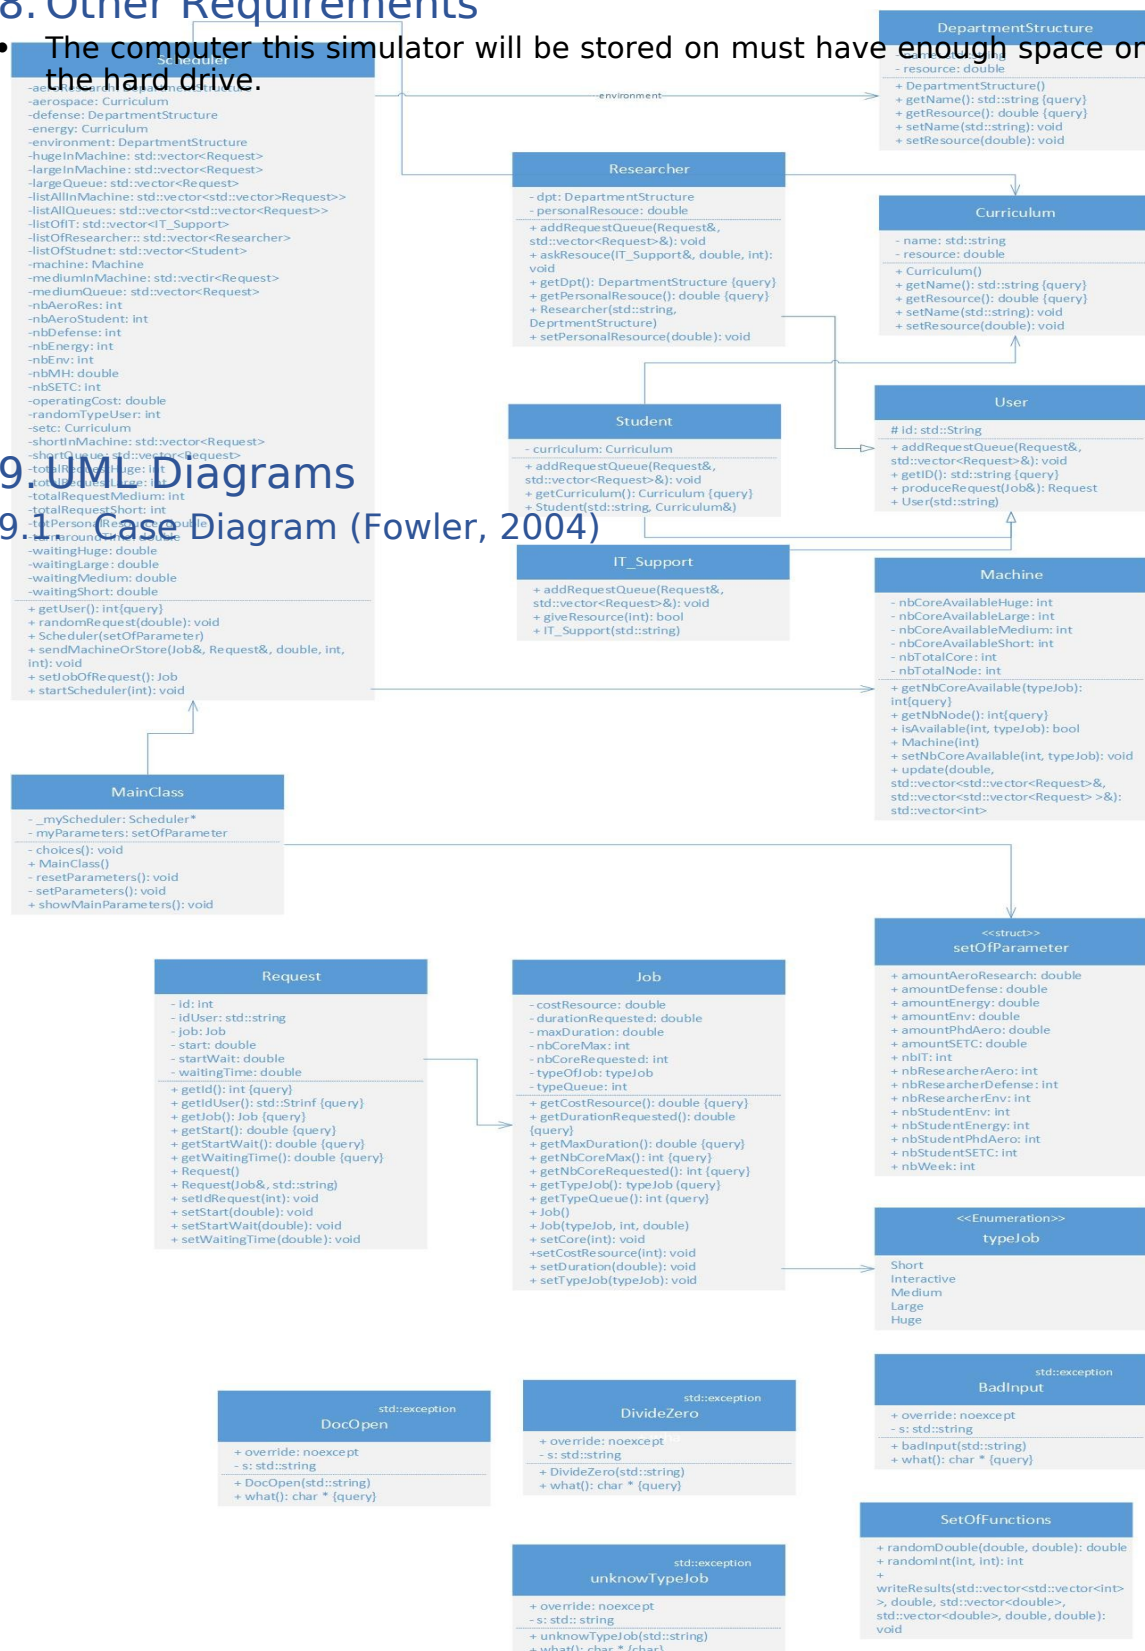 8. Other Requirements
• The computer this simulator will be stored on must have enough space on
the hard drive.
Scheduler
-aeroResearch: DepartmentStructure
-aerospace: Curriculum
-defense: DepartmentStructure
-energy: Curriculum
-environment: DepartmentStructure
-hugeInMachine: std::vector<Request>
-largeInMachine: std::vector<Request>
-largeQueue: std::vector<Request>
-listAllInMachine: std::vector<std::vector>Request>>
-listAllQueues: std::vector<std::vector<Request>>
-listOfIT: std::vector<IT_Support>
-listOfResearcher:: std::vector<Researcher>
-listOfStudnet: std::vector<Student>
-machine: Machine
-mediumInMachine: std::vectir<Request>
-mediumQueue: std::vector<Request>
-nbAeroRes: int
-nbAeroStudent: int
-nbDefense: int
-nbEnergy: int
-nbEnv: int
-nbMH: double
-nbSETC: int
-operatingCost: double
-randomTypeUser: int
-setc: Curriculum
-shortInMachine: std::vector<Request>
-shortQueue: std::vector<Request>
-totalRequestHuge: int
9. UML Diagrams
-totalRequestLarge: int
-totalRequestMedium: int
-totalRequestShort: int
-totPersonalResource: double
9.1. Case Diagram (Fowler, 2004)
-turnaroundTime: double
-waitingHuge: double
-waitingLarge: double
-waitingMedium: double
-waitingShort: double
+ getUser(): int{query}
+ randomRequest(double): void
+ Scheduler(setOfParameter)
+ sendMachineOrStore(Job&, Request&, double, int,
int): void
+ setJobOfRequest(): Job
+ startScheduler(int): void
environment
DepartmentStructure
- resource: double
+ DepartmentStructure()
+ getName(): std::string {query}
+ getResource(): double {query}
+ setName(std::string): void
+ setResource(double): void
Researcher
- dpt: DepartmentStructure
- personalResouce: double
+ addRequestQueue(Request&,
std::vector<Request>&): void
+ askResouce(IT_Support&, double, int):
void
+ getDpt(): DepartmentStructure {query}
+ getPersonalResouce(): double {query}
+ Researcher(std::string,
DeprtmentStructure)
+ setPersonalResource(double): void
Curriculum
- name: std::string
- resource: double
+ Curriculum()
+ getName(): std::string {query}
+ getResource(): double {query}
+ setName(std::string): void
+ setResource(double): void
Student
- curriculum: Curriculum
+ addRequestQueue(Request&,
std::vector<Request>&): void
+ getCurriculum(): Curriculum {query}
+ Student(std::string, Curriculum&)
User
# id: std::String
+ addRequestQueue(Request&,
std::vector<Request>&): void
+ getID(): std::string {query}
+ produceRequest(Job&): Request
+ User(std::string)
IT_Support
+ addRequestQueue(Request&,
std::vector<Request>&): void
+ giveResource(int): bool
+ IT_Support(std::string)
Machine
- nbCoreAvailableHuge: int
- nbCoreAvailableLarge: int
- nbCoreAvailableMedium: int
- nbCoreAvailableShort: int
- nbTotalCore: int
- nbTotalNode: int
+ getNbCoreAvailable(typeJob):
int{query}
+ getNbNode(): int{query}
+ isAvailable(int, typeJob): bool
+ Machine(int)
+ setNbCoreAvailable(int, typeJob): void
+ update(double,
std::vector<std::vector<Request>&,
std::vector<std::vector<Request> >&):
std::vector<int>
MainClass
- _myScheduler: Scheduler*
- myParameters: setOfParameter
- choices(): void
+ MainClass()
- resetParameters(): void
- setParameters(): void
+ showMainParameters(): void
<<struct>>
setOfParameter
+ amountAeroResearch: double
+ amountDefense: double
+ amountEnergy: double
+ amountEnv: double
+ amountPhdAero: double
+ amountSETC: double
+ nbIT: int
+ nbResearcherAero: int
+ nbResearcherDefense: int
+ nbResearcherEnv: int
+ nbStudentEnv: int
+ nbStudentEnergy: int
+ nbStudentPhdAero: int
+ nbStudentSETC: int
+ nbWeek: int
Request
- id: int
- idUser: std::string
- job: Job
- start: double
- startWait: double
- waitingTime: double
+ getId(): int {query}
+ getIdUser(): std::Strinf {query}
+ getJob(): Job {query}
+ getStart(): double {query}
+ getStartWait(): double {query}
+ getWaitingTime(): double {query}
+ Request()
+ Request(Job&, std::string)
+ setIdRequest(int): void
+ setStart(double): void
+ setStartWait(double): void
+ setWaitingTime(double): void
Job
- costResource: double
- durationRequested: double
- maxDuration: double
- nbCoreMax: int
- nbCoreRequested: int
- typeOfJob: typeJob
- typeQueue: int
+ getCostResource(): double {query}
+ getDurationRequested(): double
{query}
+ getMaxDuration(): double {query}
+ getNbCoreMax(): int {query}
+ getNbCoreRequested(): int {query}
+ getTypeJob(): typeJob {query}
+ getTypeQueue(): int {query}
+ Job()
+ Job(typeJob, int, double)
+ setCore(int): void
+setCostResource(int): void
+ setDuration(double): void
+ setTypeJob(typeJob): void
<<Enumeration>>
typeJob
Short
Interactive
Medium
Large
Huge
std::exception
DocOpen
+ override: noexcept
- s: std::string
+ DocOpen(std::string)
+ what(): char * {query}
std::exception
DivideZero
+ override: noexcept
- s: std::string
+ DivideZero(std::string)
+ what(): char * {query}
std::exception
BadInput
+ override: noexcept
- s: std::string
+ badInput(std::string)
+ what(): char * {query}
std::exception
unknowTypeJob
+ override: noexcept
- s: std:: string
+ unknowTypeJob(std::string)
+ what(): char * {char}
SetOfFunctions
+ randomDouble(double, double): double
+ randomInt(int, int): int
+
writeResults(std::vector<std::vector<int>
>, double, std::vector<double>,
std::vector<double>, double, double):
void